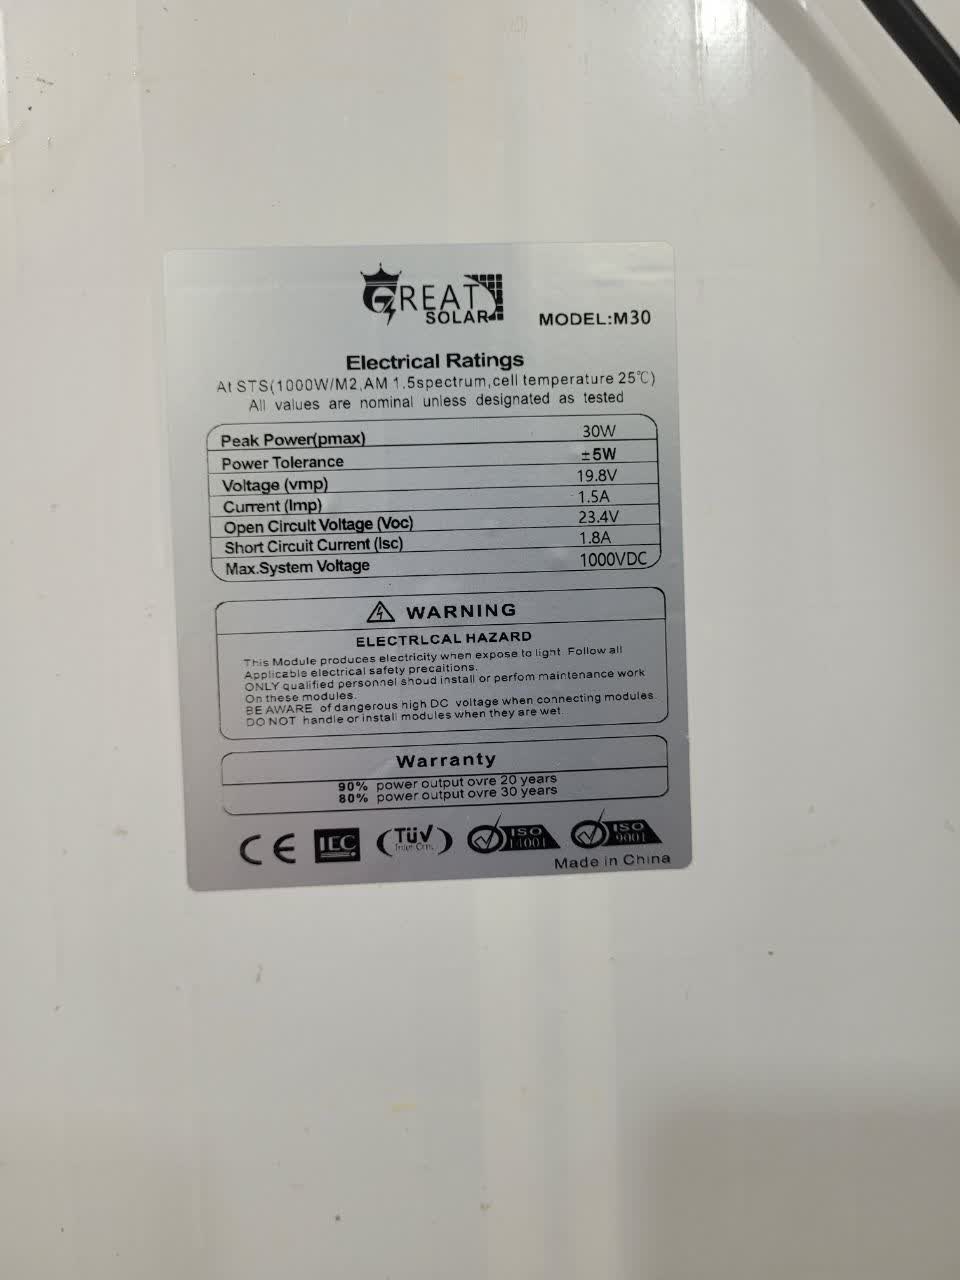 GREAT
SOLAR
MODEL:M30
Electrical Ratings
At STS(1000W/M2,AM 1.5spectrum,cell temperature 25℃)
All values are nominal unless designated as tested
Peak Power(pmax) 30W
Power Tolerance ±5W
Voltage (vmp) 19.8V
Current (Imp) 1.5A
Open Circuit Voltage (Voc) 23.4V
Short Circuit Current (Isc) 1.8A
Max.System Voltage 1000VDC
WARNING
ELECTRLCAL HAZARD
This Module produces electricity when expose to light Follow all
Applicable electrical safety precaitions.
ONLY qualified personnel shoud install or perfom maintenance work
On these modules.
BE AWARE of dangerous high DC voltage when connecting modules.
DO NOT handle or install modules when they are wet.
Warranty
90% power output ovre 20 years
80% power output ovre 30 years
CE IEC TüV ISO 14001 ISO 9001
Made in China